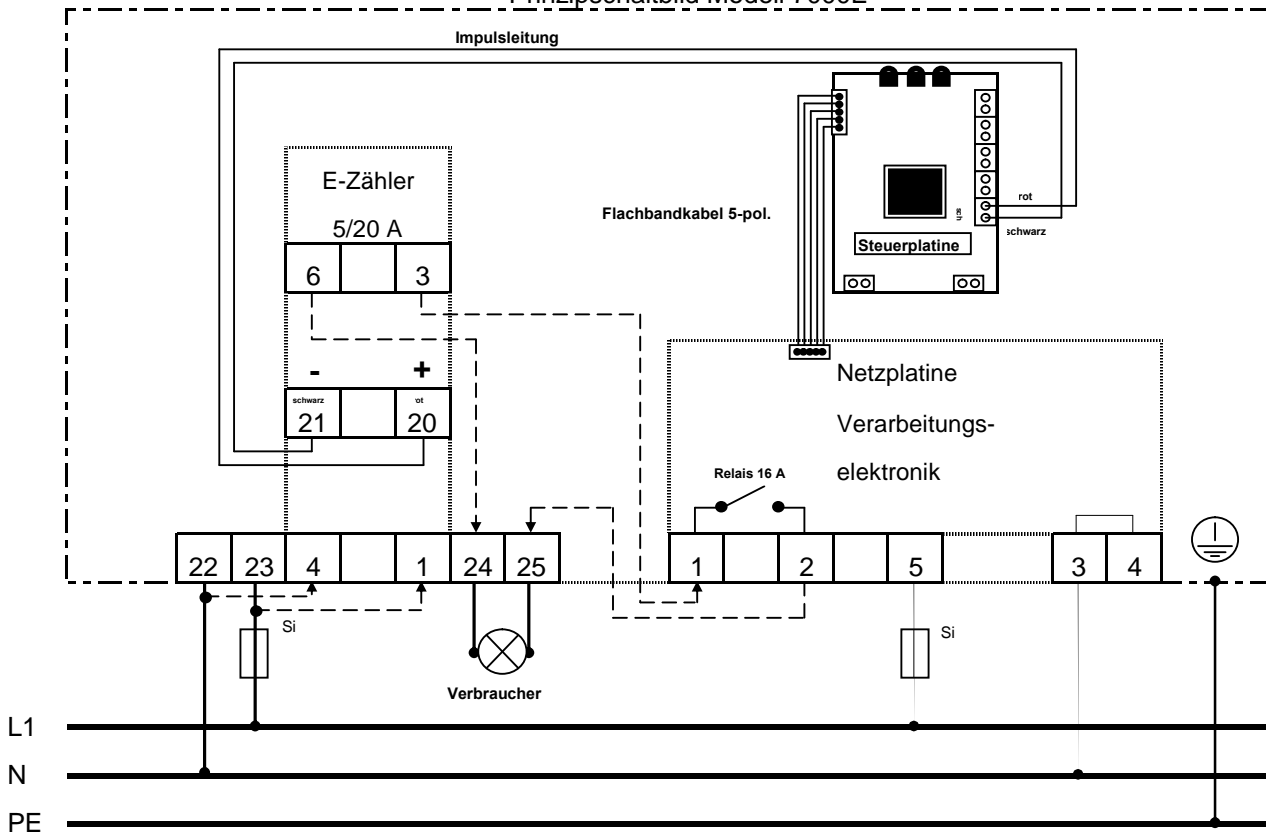 Impulsleitung
E-Zähler
5/20 A
6 3
- +
schwarz
21 20
Flachbandkabel 5-pol.
rot
sch
schwarz
Steuerplatine
Netzplatine
Verarbeitungs-
elektronik
Relais 16 A
22 23 4 1 24 25
1 2 5 3 4
Si
Si
Verbraucher
L1
N
PE